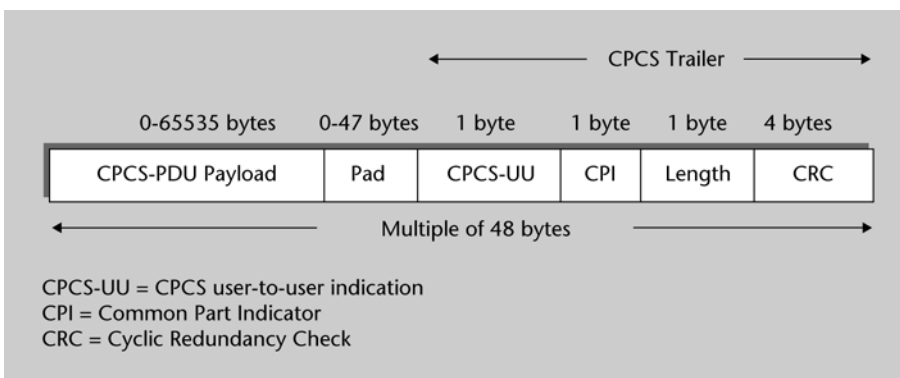 CPCS Trailer
0-65535 bytes 0-47 bytes 1 byte 1 byte 1 byte 4 bytes
CPCS-PDU Payload Pad CPCS-UU CPI Length CRC
Multiple of 48 bytes
CPCS-UU = CPCS user-to-user indication
CPI = Common Part Indicator
CRC = Cyclic Redundancy Check